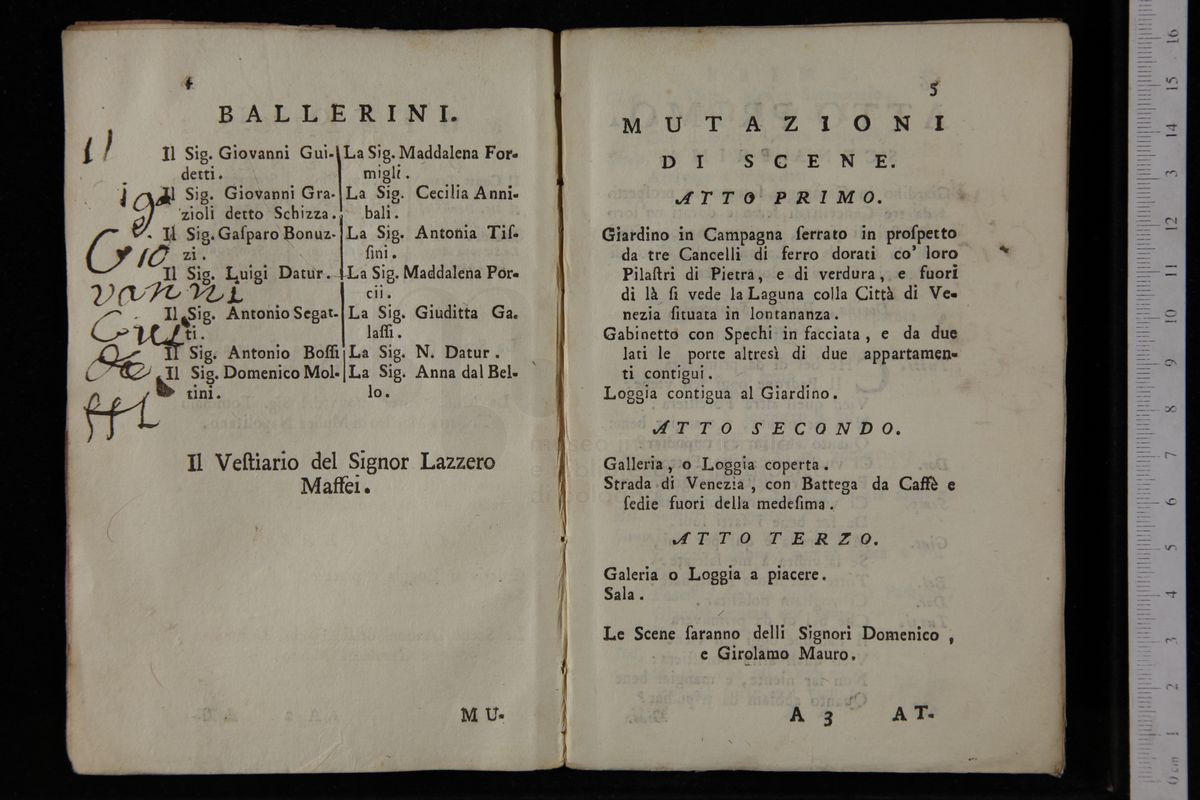 4
BALLERINI.
Il Sig. Giovanni Gui-
detti.
Il Sig. Giovanni Gra-
zioli detto Schizza.
Il Sig. Gaſparo Bonuz-
zi.
Il Sig. Luigi Datur.
Il Sig. Antonio Segat-
ti.
Il Sig. Antonio Boſſi
Il Sig. Domenico Mol-
tini.
La Sig. Maddalena For-
migli.
La Sig. Cecilia Anni-
bali.
La Sig. Antonia Tiſ-
ſini.
La Sig. Maddalena Por-
cii.
La Sig. Giuditta Ga-
laſſi.
La Sig. N. Datur.
La Sig. Anna dal Bel-
lo.
Il
Gio
vanni
Il Veſtiario del Signor Lazzero
Maffei.
MU-
5
MUTAZIONI
DI SCENE.
ATTO PRIMO.
Giardino in Campagna ſerrato in proſpetto
da tre Cancelli di ferro dorati co' loro
Pilaſtri di Pietra, e di verdura, e fuori
di là ſi vede la Laguna colla Città di Ve-
nezia ſituata in lontananza.
Gabinetto con Spechi in facciata, e da due
lati le porte altresì di due appartamen-
ti contigui.
Loggia contigua al Giardino.
ATTO SECONDO.
Galleria, o Loggia coperta.
Strada di Venezia, con Battega da Caffè e
ſedie fuori della medeſima.
ATTO TERZO.
Galeria o Loggia a piacere.
Sala.
Le Scene ſaranno delli Signori Domenico,
e Girolamo Mauro.
A 3 AT-